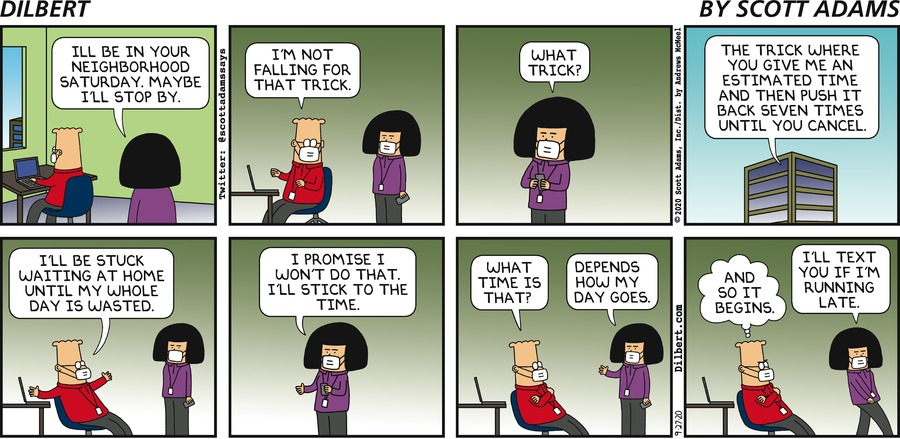 DILBERT
BY SCOTT ADAMS
ILL BE IN YOUR
NEIGHBORHOOD
SATURDAY. MAYBE
I'LL STOP BY.
Twitter: @scottadamssays
I'M NOT
FALLING FOR
THAT TRICK.
WHAT
TRICK?
©2020 Scott Adams, Inc./Dist. by Andrews McMeel
THE TRICK WHERE
YOU GIVE ME AN
ESTIMATED TIME
AND THEN PUSH IT
BACK SEVEN TIMES
UNTIL YOU CANCEL.
I'LL BE STUCK
WAITING AT HOME
UNTIL MY WHOLE
DAY IS WASTED.
I PROMISE I
WON'T DO THAT.
I'LL STICK TO THE
TIME.
WHAT
TIME IS
THAT?
DEPENDS
HOW MY
DAY GOES.
9-27-20 Dilbert.com
AND
SO IT
BEGINS.
I'LL TEXT
YOU IF I'M
RUNNING
LATE.